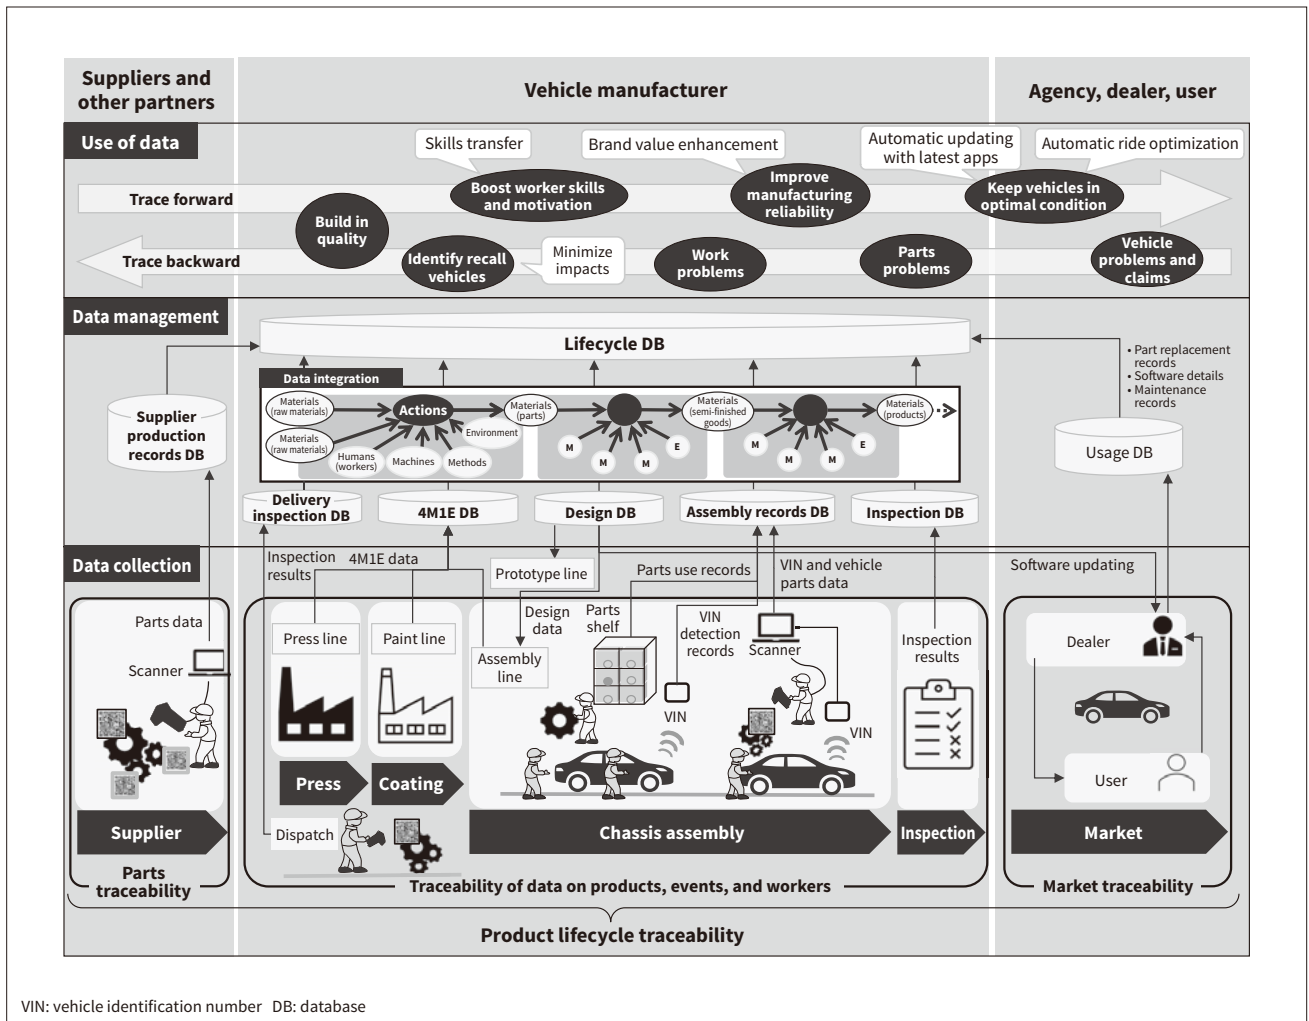 Suppliers and
other partners
Vehicle manufacturer
Agency, dealer, user
Use of data
Skills transfer
Brand value enhancement
Automatic updating
with latest apps
Automatic ride optimization
Trace forward
Build in
quality
Boost worker skills
and motivation
Improve
manufacturing
reliability
Keep vehicles in
optimal condition
Trace backward
Identify recall
vehicles
Minimize
impacts
Work
problems
Parts
problems
Vehicle
problems and
claims
Data management
Lifecycle DB
• Part replacement
records
• Software details
• Maintenance
records
Supplier
production
records DB
Data integration
Materials
(raw materials)
Materials
(raw materials)
Actions
Humans
(workers)
Machines
Methods
Environment
Materials
(parts)
M
M
M
E
Materials
(semi-finished
goods)
M
M
M
E
Materials
(products)
Usage DB
Delivery
inspection DB
4M1E DB
Design DB
Assembly records DB
Inspection DB
Data collection
Inspection
results
4M1E data
Prototype line
Parts use records
VIN and vehicle
parts data
Software updating
Parts data
Scanner
Press line
Paint line
Assembly
line
Design
data
Parts
shelf
VIN
detection
records
Scanner
VIN
VIN
Inspection
results
Dealer
User
Press
Coating
Dispatch
Supplier
Chassis assembly
Inspection
Market
Parts
traceability
Traceability of data on products, events, and workers
Market traceability
Product lifecycle traceability
VIN: vehicle identification number DB: database